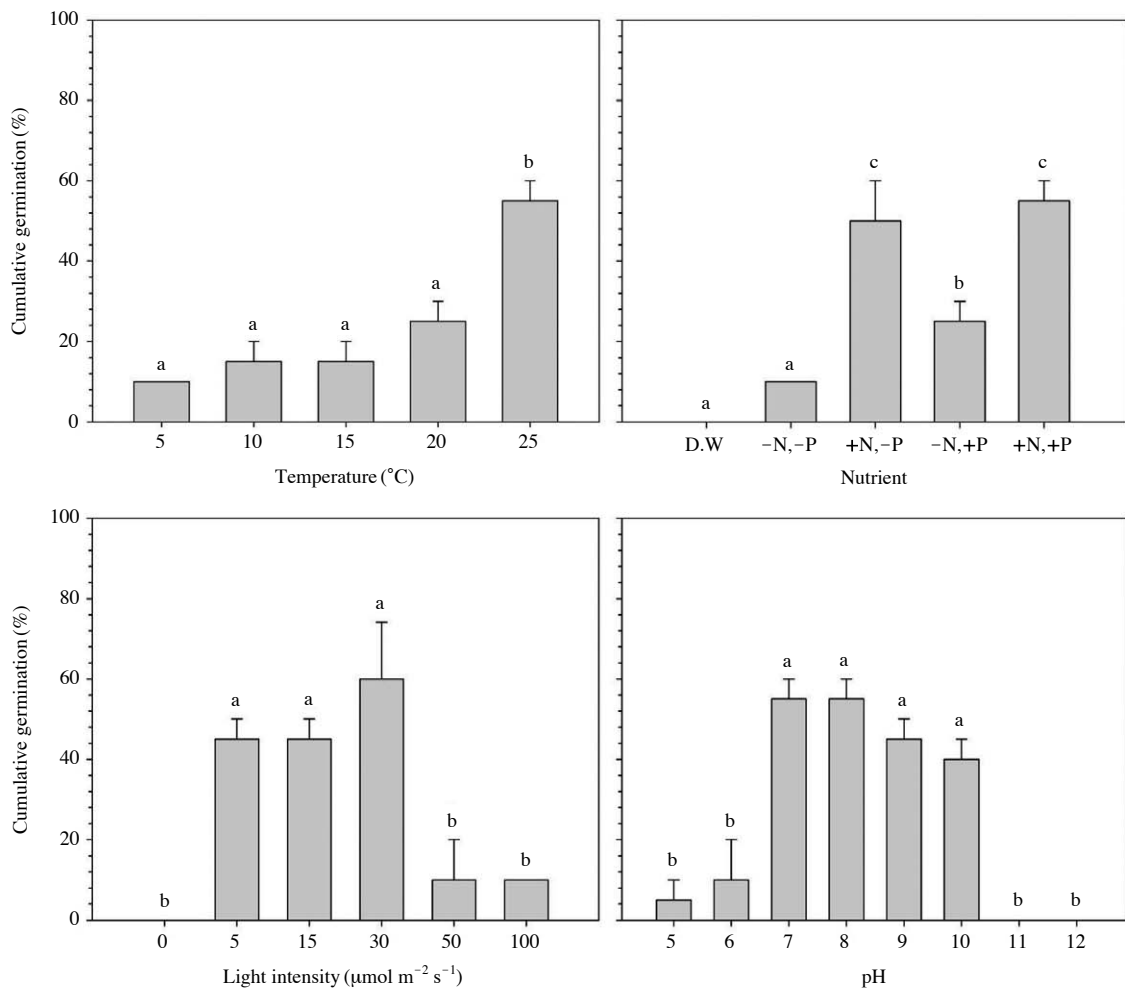 100
80
60
40
20
0
Cumulative germination (%)
a
a
a
a
b
5 10 15 20 25
Temperature (°C)
a
a
c
b
c
D.W −N,−P +N,−P −N,+P +N,+P
Nutrient
100
80
60
40
20
0
Cumulative germination (%)
b
a
a
a
b
b
0 5 15 30 50 100
Light intensity (μmol m⁻² s⁻¹)
b
b
a
a
a
a
b
b
5 6 7 8 9 10 11 12
pH